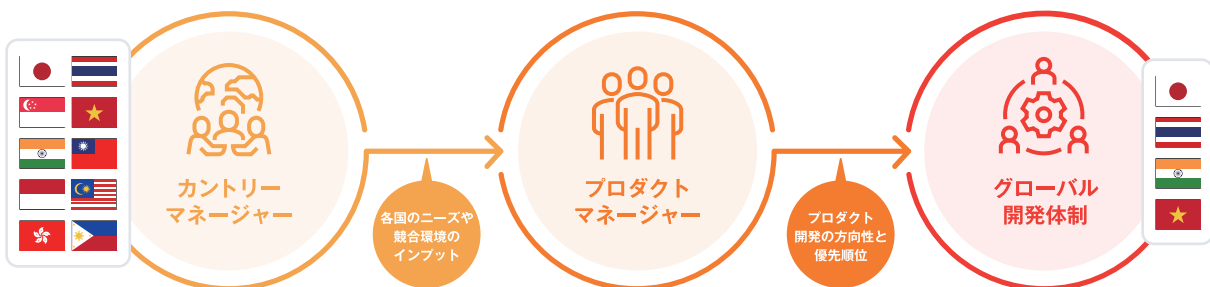 カントリー
マネージャー
各国のニーズや
競合環境の
インプット
プロダクト
マネージャー
プロダクト
開発の方向性と
優先順位
グローバル
開発体制